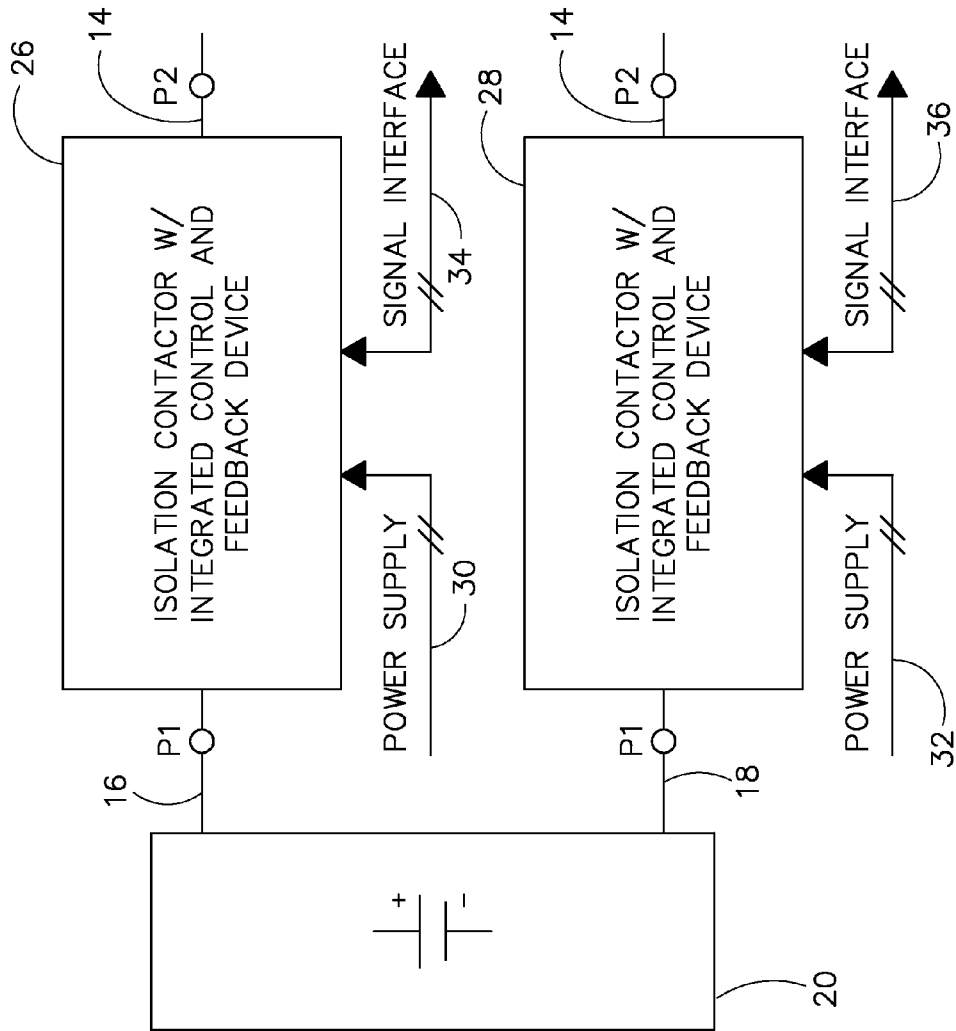 26
14
P2
ISOLATION CONTACTOR W/
INTEGRATED CONTROL AND
FEEDBACK DEVICE
P1
16
POWER SUPPLY
30
SIGNAL INTERFACE
34
+
-
20
28
14
P2
ISOLATION CONTACTOR W/
INTEGRATED CONTROL AND
FEEDBACK DEVICE
P1
18
POWER SUPPLY
32
SIGNAL INTERFACE
36